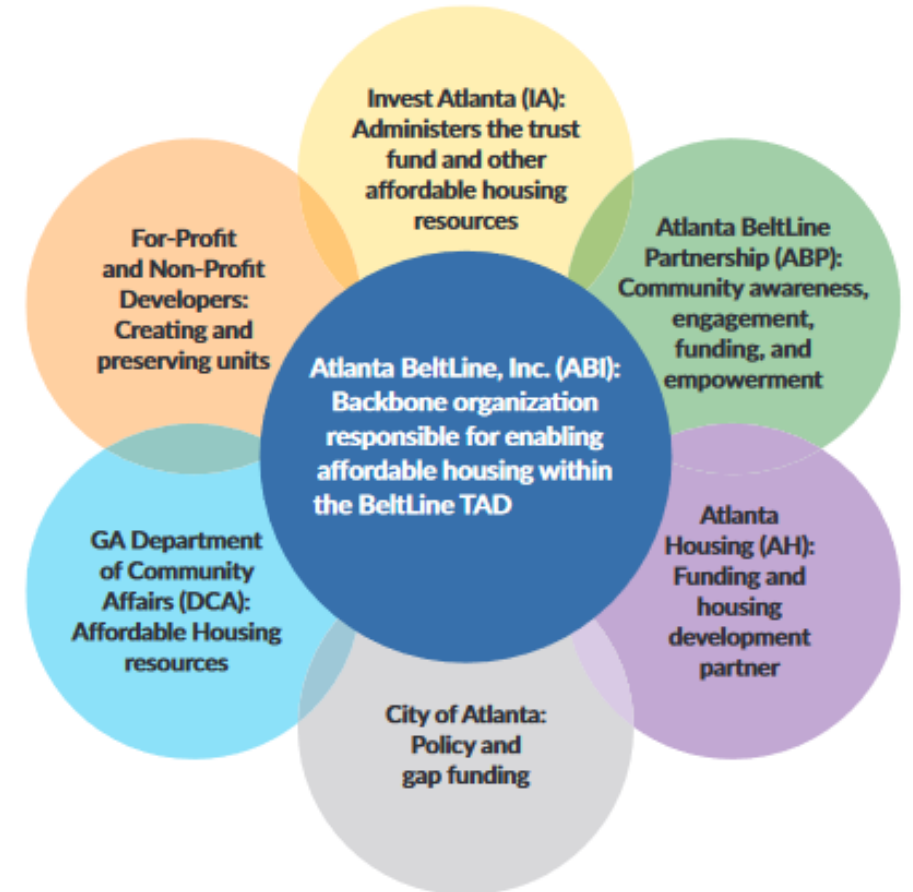 Invest Atlanta (IA):
Administers the trust
fund and other
affordable housing
resources
Atlanta BeltLine
Partnership (ABP):
Community awareness,
engagement,
funding, and
empowerment
Atlanta
Housing (AH):
Funding and
housing
development
partner
City of Atlanta:
Policy and
gap funding
GA Department
of Community
Affairs (DCA):
Affordable Housing
resources
For-Profit
and Non-Profit
Developers:
Creating and
preserving units
Atlanta BeltLine, Inc. (ABI):
Backbone organization
responsible for enabling
affordable housing within
the BeltLine TAD